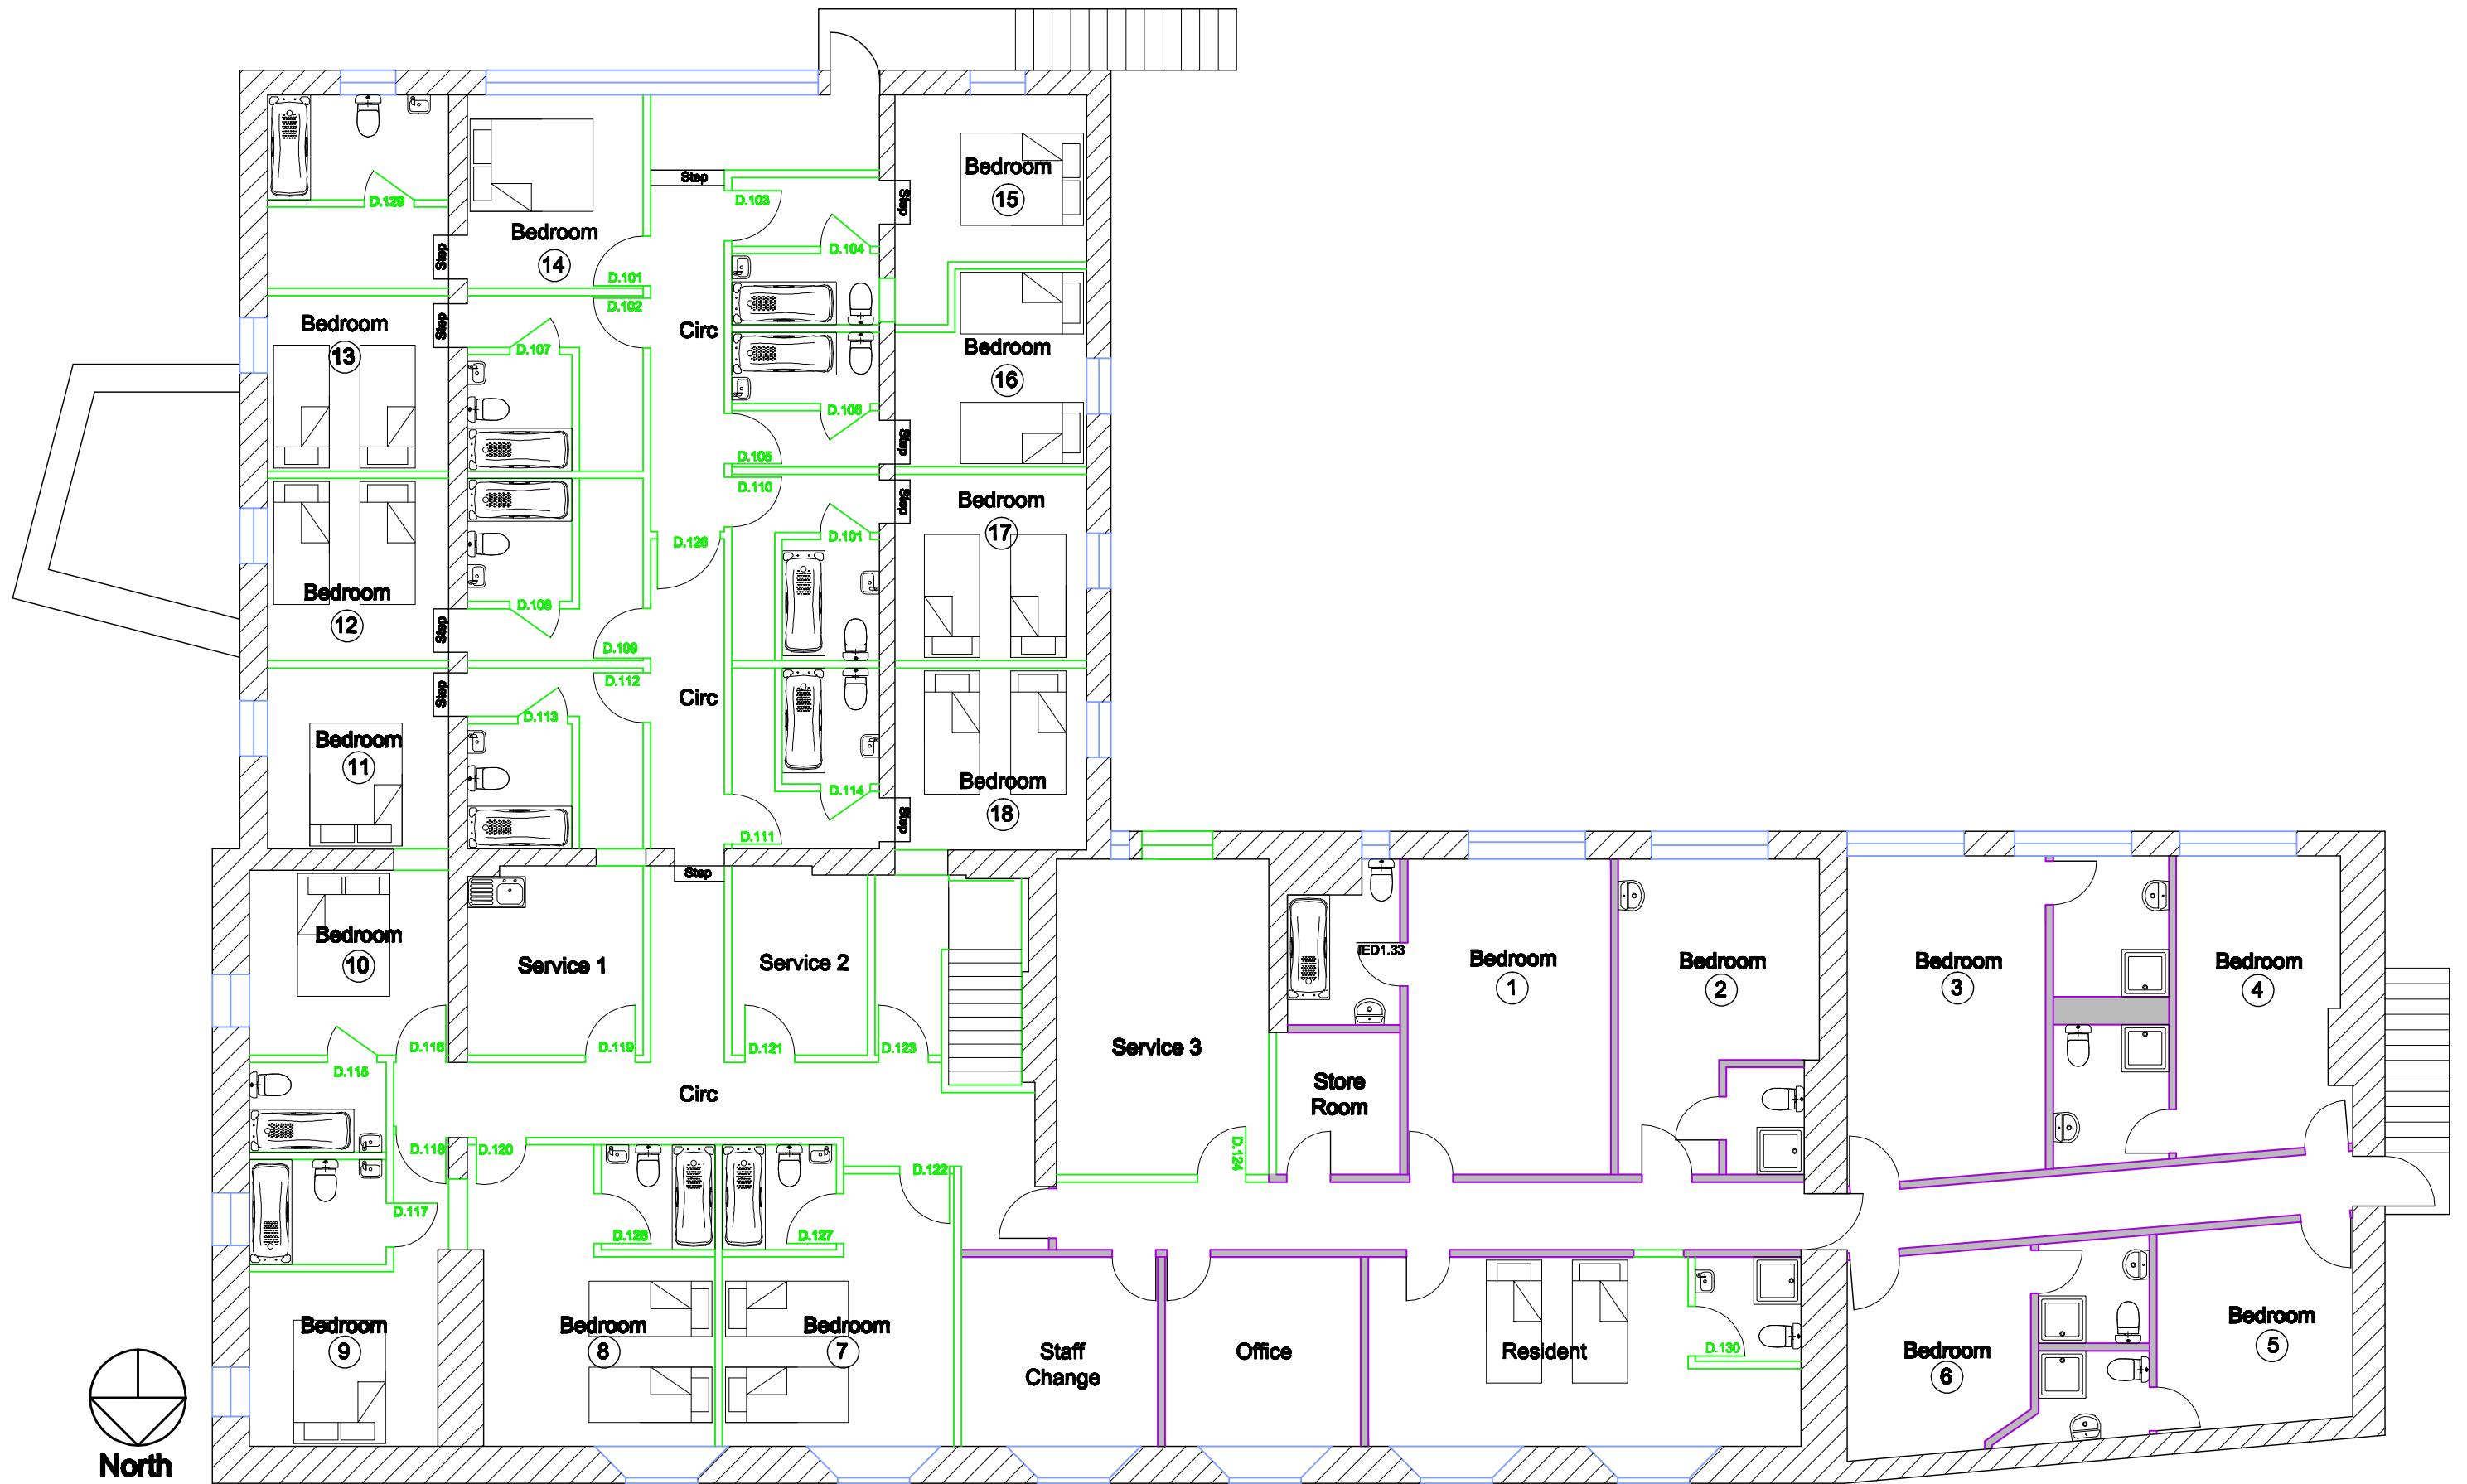 D.129
Step
D.103
Step
Bedroom
15
Bedroom
14
D.104
Step
D.101
D.102
Step
Bedroom
13
Circ
D.107
Bedroom
16
D.106
Step
D.105
D.110
Step
Bedroom
17
D.126
D.101
Bedroom
12
D.108
Step
D.109
D.112
Step
Circ
D.113
Bedroom
11
D.114
Bedroom
18
Step
D.111
Step
Bedroom
10
Service 1
Service 2
IED1.33
Bedroom
1
Bedroom
2
Bedroom
3
Bedroom
4
D.116
D.115
D.119
D.121
D.123
Service 3
Store
Room
Circ
D.118
D.120
D.122
D.124
D.117
D.126
D.127
Bedroom
9
Bedroom
8
Bedroom
7
Staff
Change
Office
Resident
D.130
Bedroom
6
Bedroom
5
North